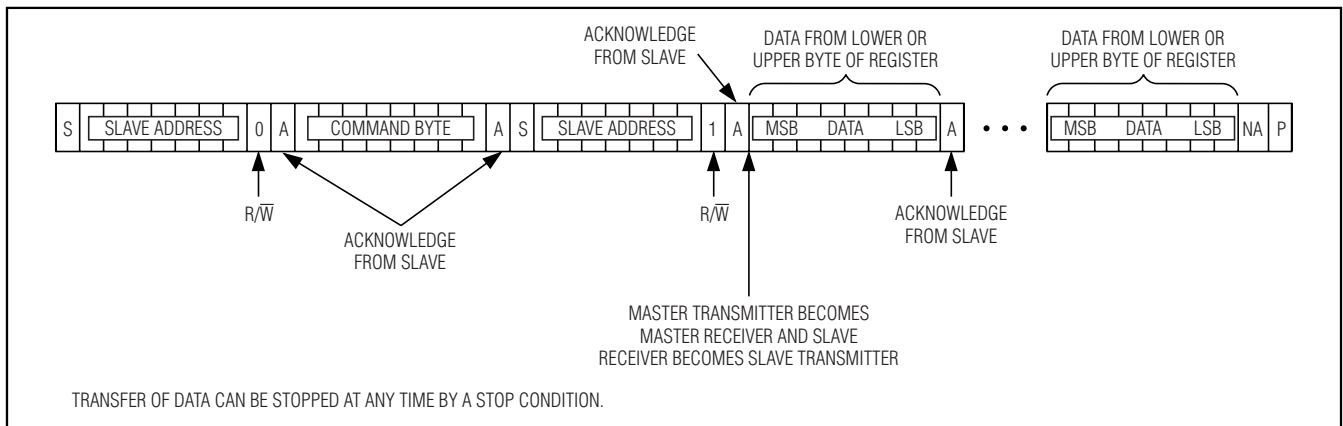 ACKNOWLEDGE
FROM SLAVE
DATA FROM LOWER OR
UPPER BYTE OF REGISTER
DATA FROM LOWER OR
UPPER BYTE OF REGISTER
S SLAVE ADDRESS 0 A COMMAND BYTE A S SLAVE ADDRESS 1 A MSB DATA LSB A • • • MSB DATA LSB NA P
R/W̅
ACKNOWLEDGE
FROM SLAVE
R/W̅
ACKNOWLEDGE
FROM SLAVE
MASTER TRANSMITTER BECOMES
MASTER RECEIVER AND SLAVE
RECEIVER BECOMES SLAVE TRANSMITTER
TRANSFER OF DATA CAN BE STOPPED AT ANY TIME BY A STOP CONDITION.